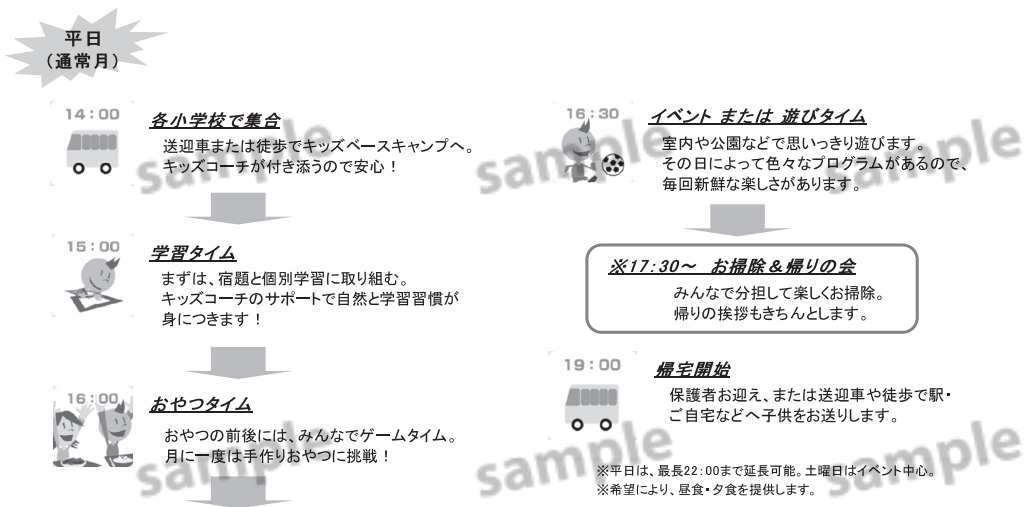 平日
(通常月)
14:00
各小学校で集合
送迎車または徒歩でキッズベースキャンプへ。
キッズコーチが付き添うので安心！
15:00
学習タイム
まずは、宿題と個別学習に取り組む。
キッズコーチのサポートで自然と学習習慣が
身につきます！
16:00
おやつタイム
おやつの前後には、みんなでゲームタイム。
月に一度は手作りおやつに挑戦！
16:30
イベント または 遊びタイム
室内や公園などで思いっきり遊びます。
その日によって色々なプログラムがあるので、
毎回新鮮な楽しさがあります。
※17:30～ お掃除＆帰りの会
みんなで分担して楽しくお掃除。
帰りの挨拶もきちんとします。
19:00
帰宅開始
保護者お迎え、または送迎車や徒歩で駅・
ご自宅などへ子供をお送りします。
※平日は、最長22:00まで延長可能。土曜日はイベント中心。
※希望により、昼食・夕食を提供します。
sample
sample
sample
sample
sample
sample